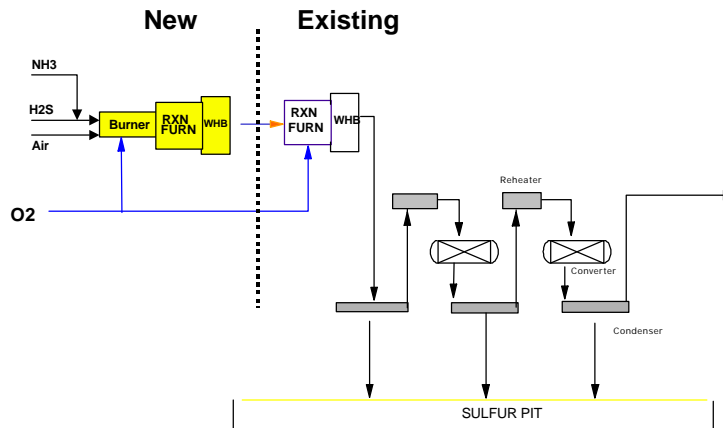 New
Existing
NH3
H2S
Air
Burner
RXN
FURN
WHB
RXN
FURN
WHB
O2
Reheater
Converter
Condenser
SULFUR PIT